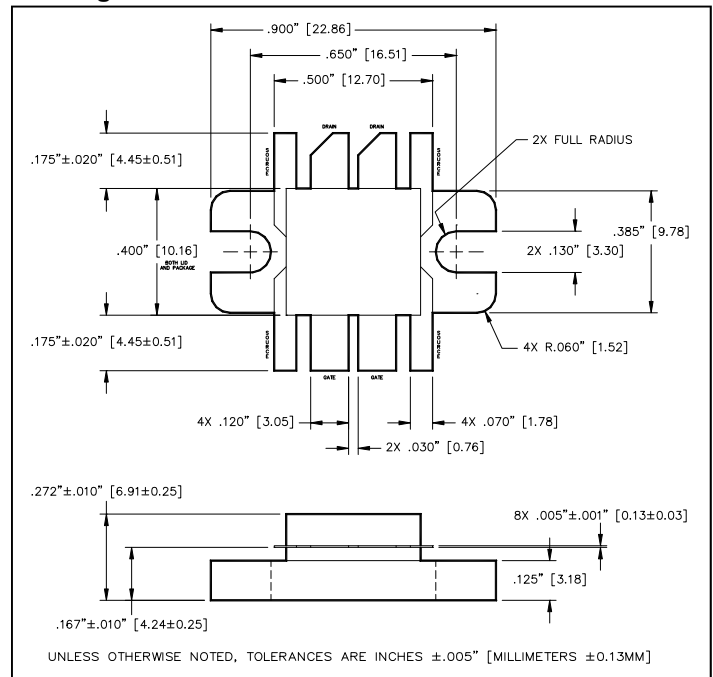 .900" [22.86]
.650" [16.51]
.500" [12.70]
DRAIN
DRAIN
2X FULL RADIUS
.175"±.020" [4.45±0.51]
SOURCE
SOURCE
.385" [9.78]
.400" [10.16]
BOTH LID
AND PACKAGE
2X .130" [3.30]
.175"±.020" [4.45±0.51]
SOURCE
SOURCE
4X R.060" [1.52]
GATE
GATE
4X .120" [3.05]
4X .070" [1.78]
2X .030" [0.76]
.272"±.010" [6.91±0.25]
8X .005"±.001" [0.13±0.03]
.125" [3.18]
.167"±.010" [4.24±0.25]
UNLESS OTHERWISE NOTED, TOLERANCES ARE INCHES ±.005" [MILLIMETERS ±0.13MM]